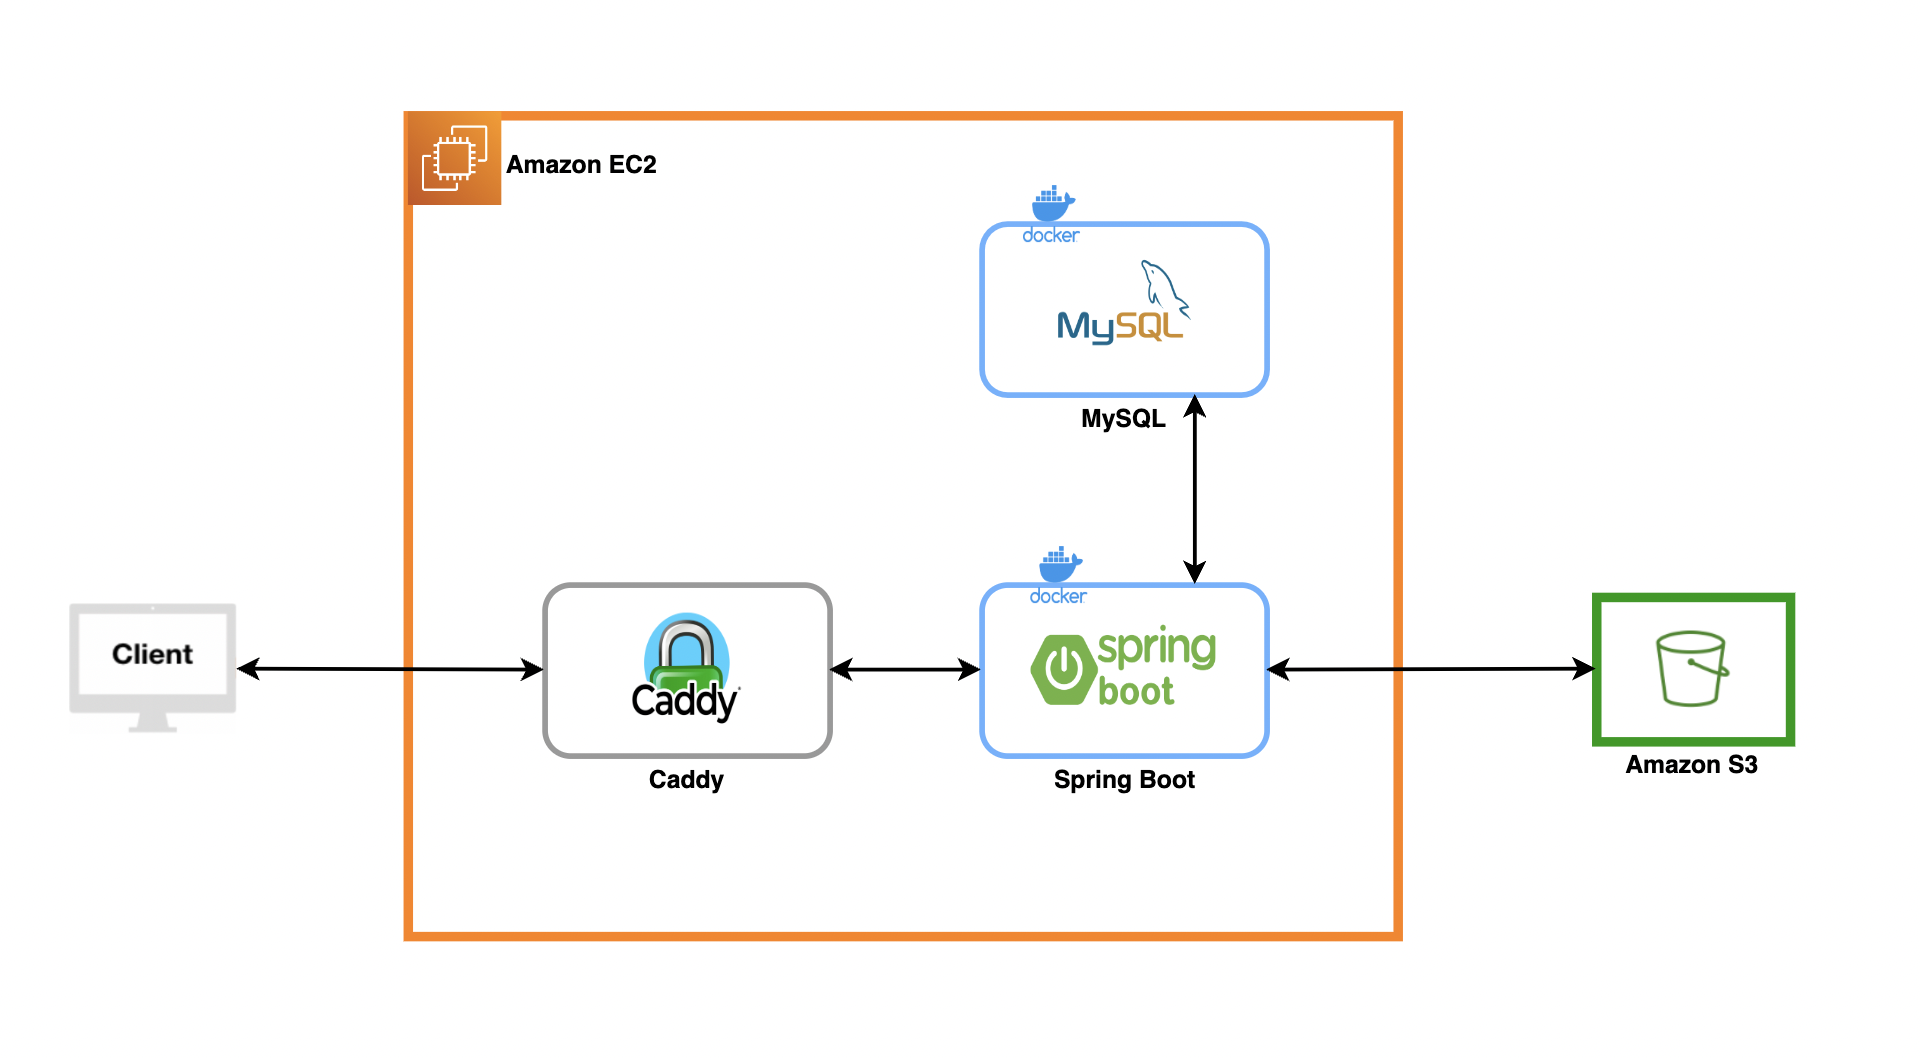 Amazon EC2
docker
MySQL
MySQL
docker
Client
Caddy
spring
boot
Caddy
Spring Boot
Amazon S3